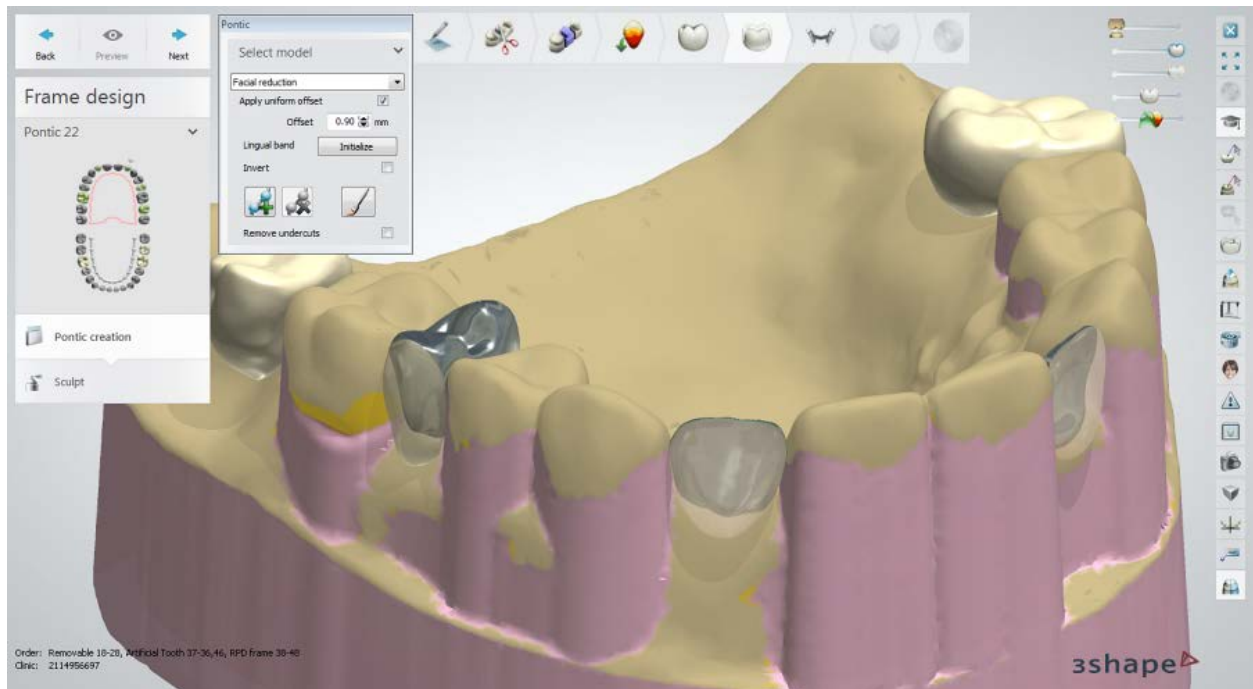 Back
Preview
Next
Frame design
Pontic 22
Pontic creation
Sculpt
Pontic
Select model
Facial reduction
Apply uniform offset
Offset 0.90 mm
Lingual band Initialize
Invert
Remove undercuts
Order: Removable 18-28, Artificial Tooth 37-36,46, RPD frame 38-48
Clinic: 2114956697
3shape